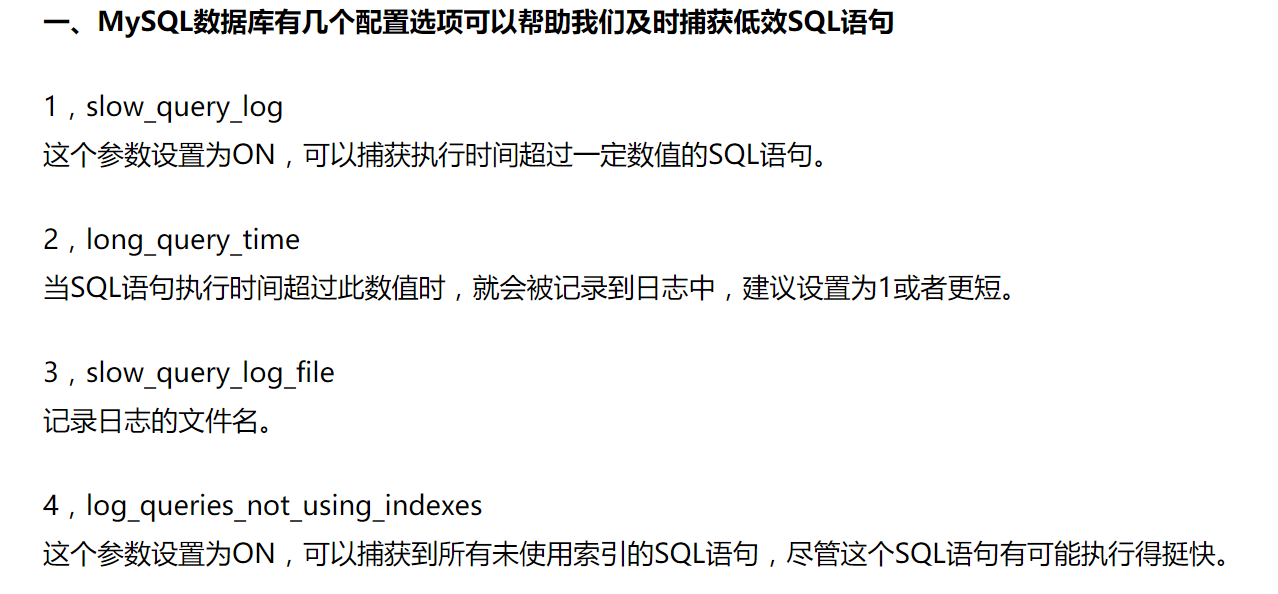 一、MySQL数据库有几个配置选项可以帮助我们及时捕获低效SQL语句
1，slow_query_log
这个参数设置为ON，可以捕获执行时间超过一定数值的SQL语句。
2，long_query_time
当SQL语句执行时间超过此数值时，就会被记录到日志中，建议设置为1或者更短。
3，slow_query_log_file
记录日志的文件名。
4，log_queries_not_using_indexes
这个参数设置为ON，可以捕获到所有未使用索引的SQL语句，尽管这个SQL语句有可能执行得挺快。